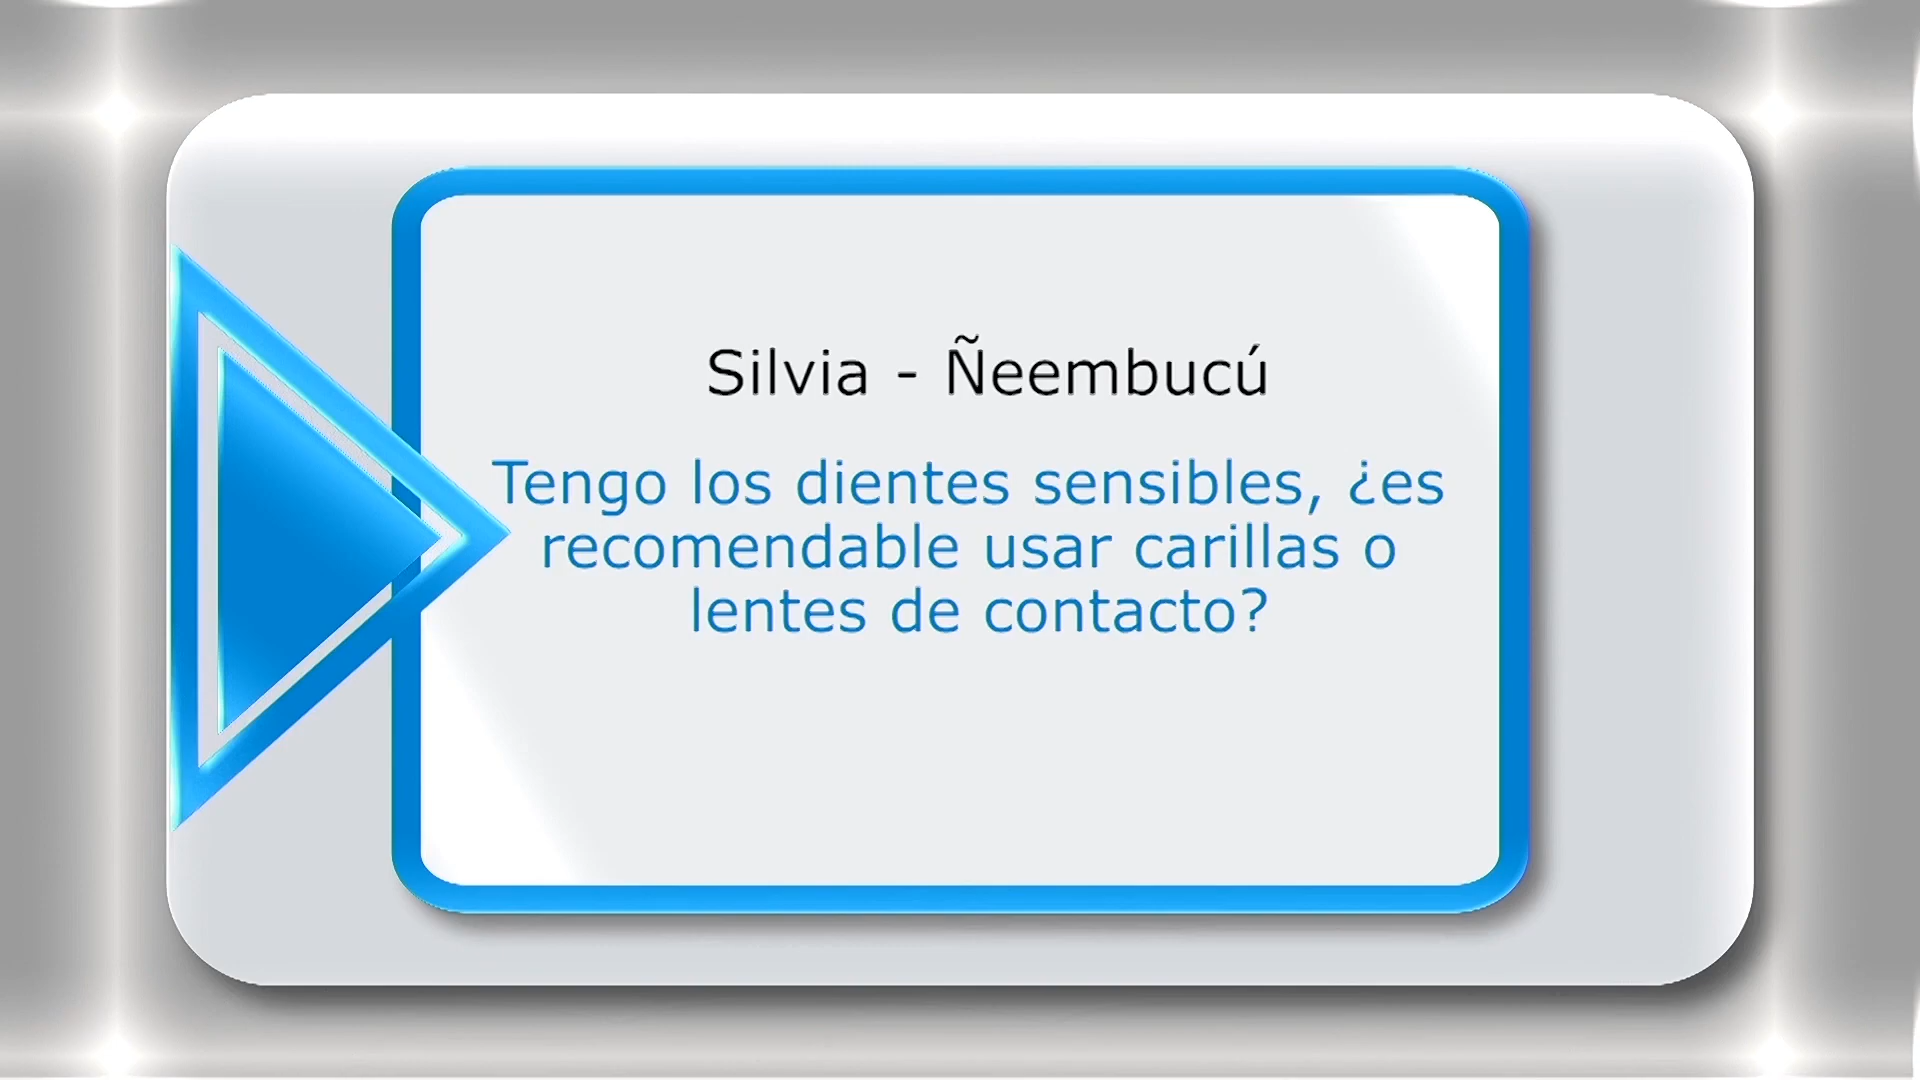 Silvia - Ñeembucú
Tengo los dientes sensibles, ¿es
recomendable usar carillas o
lentes de contacto?